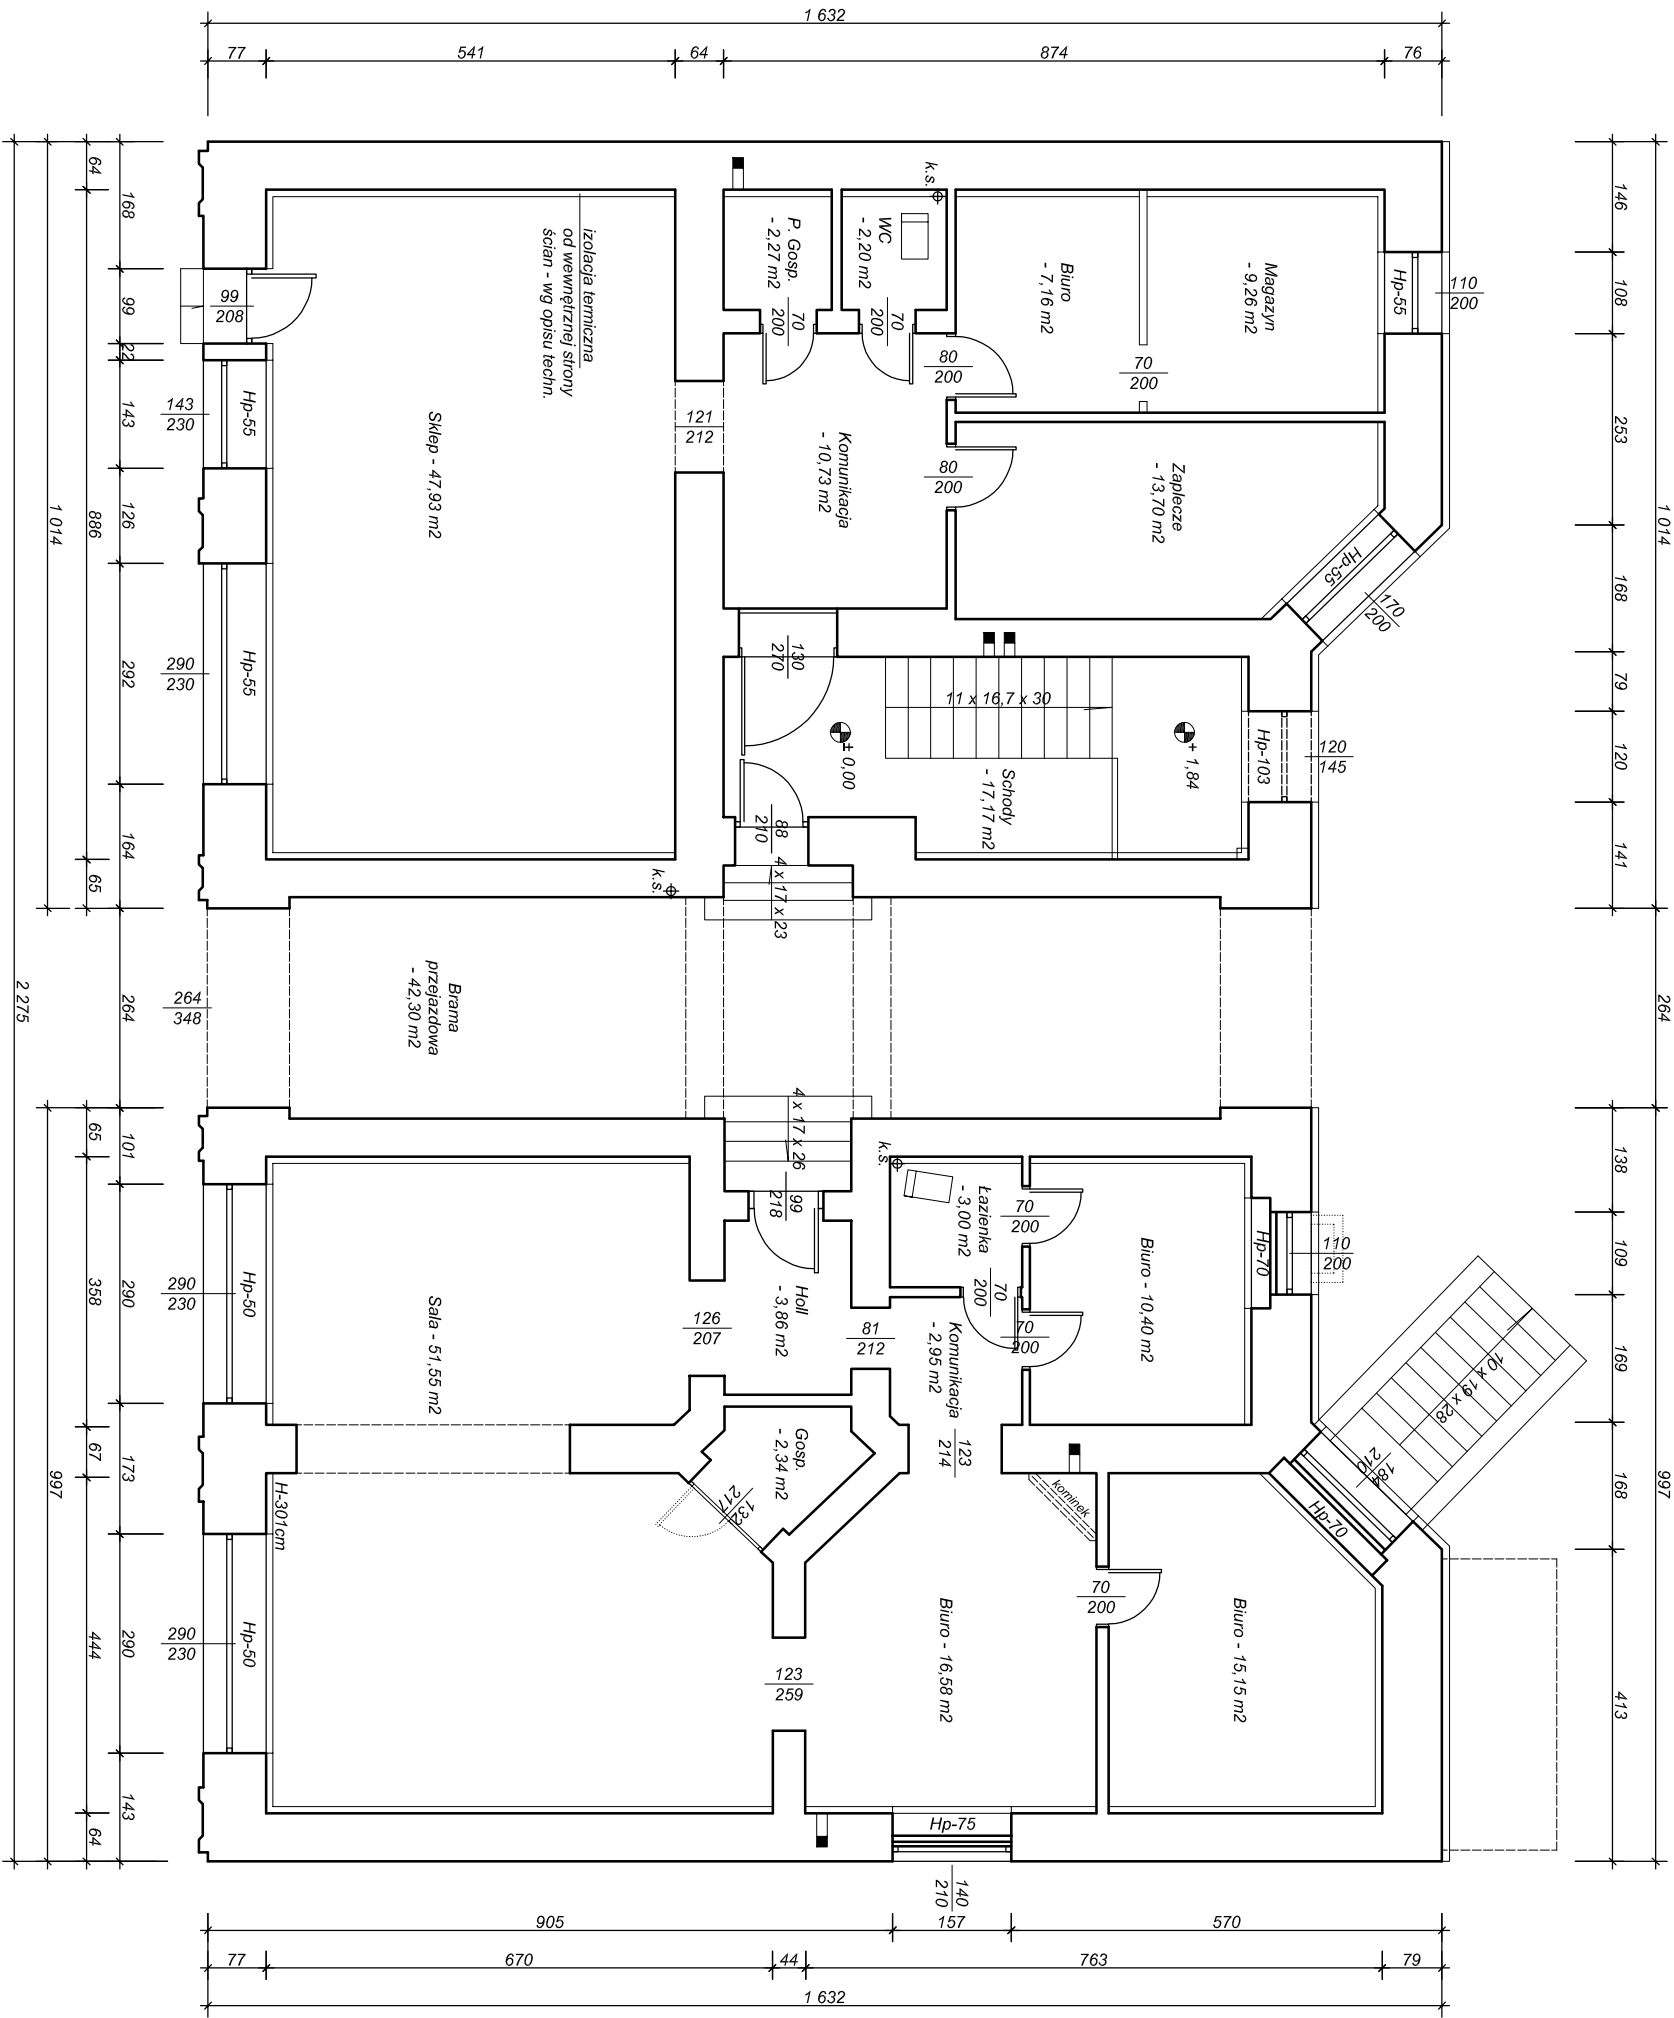 1 632
77
541
64
874
76
2 275
1 014
997
64
886
65
65
358
67
444
64
168
99
22
143
126
292
164
264
101
290
173
290
143
146
108
253
168
79
120
141
138
109
169
168
413
1 014
264
997
k.s.
P. Gosp.
- 2,27 m2
WC
- 2,20 m2
Biuro
- 7,16 m2
Magazyn
- 9,26 m2
Hp-55
110
200
99
208
izolacja termiczna
od wewnętrznej strony
ścian - wg opisu techn.
70
200
70
200
80
200
70
200
Hp-55
143
230
Sklep - 47,93 m2
121
212
Komunikacja
- 10,73 m2
80
200
Zaplecze
- 13,70 m2
Hp-55
170
200
Hp-55
290
230
130
270
11 x 16,7 x 30
± 0,00
+ 1,84
Schody
- 17,17 m2
Hp-103
120
145
88
210
4 x 17 x 23
k.s.
Brama
przejazdowa
- 42,30 m2
264
348
4 x 17 x 26
k.s.
99
218
Łazienka
- 3,00 m2
70
200
70
200
70
200
Biuro - 10,40 m2
Hp-70
110
200
Hp-50
290
230
Sala - 51,55 m2
126
207
Holl
- 3,86 m2
81
212
Komunikacja
- 2,95 m2
123
214
10 x 19 x 28
184
210
Hp-70
Gosp.
- 2,34 m2
132
217
kominek
H-301cm
70
200
Hp-50
290
230
123
259
Biuro - 16,58 m2
Biuro - 15,15 m2
Hp-75
140
210
905
157
570
77
670
44
763
79
1 632